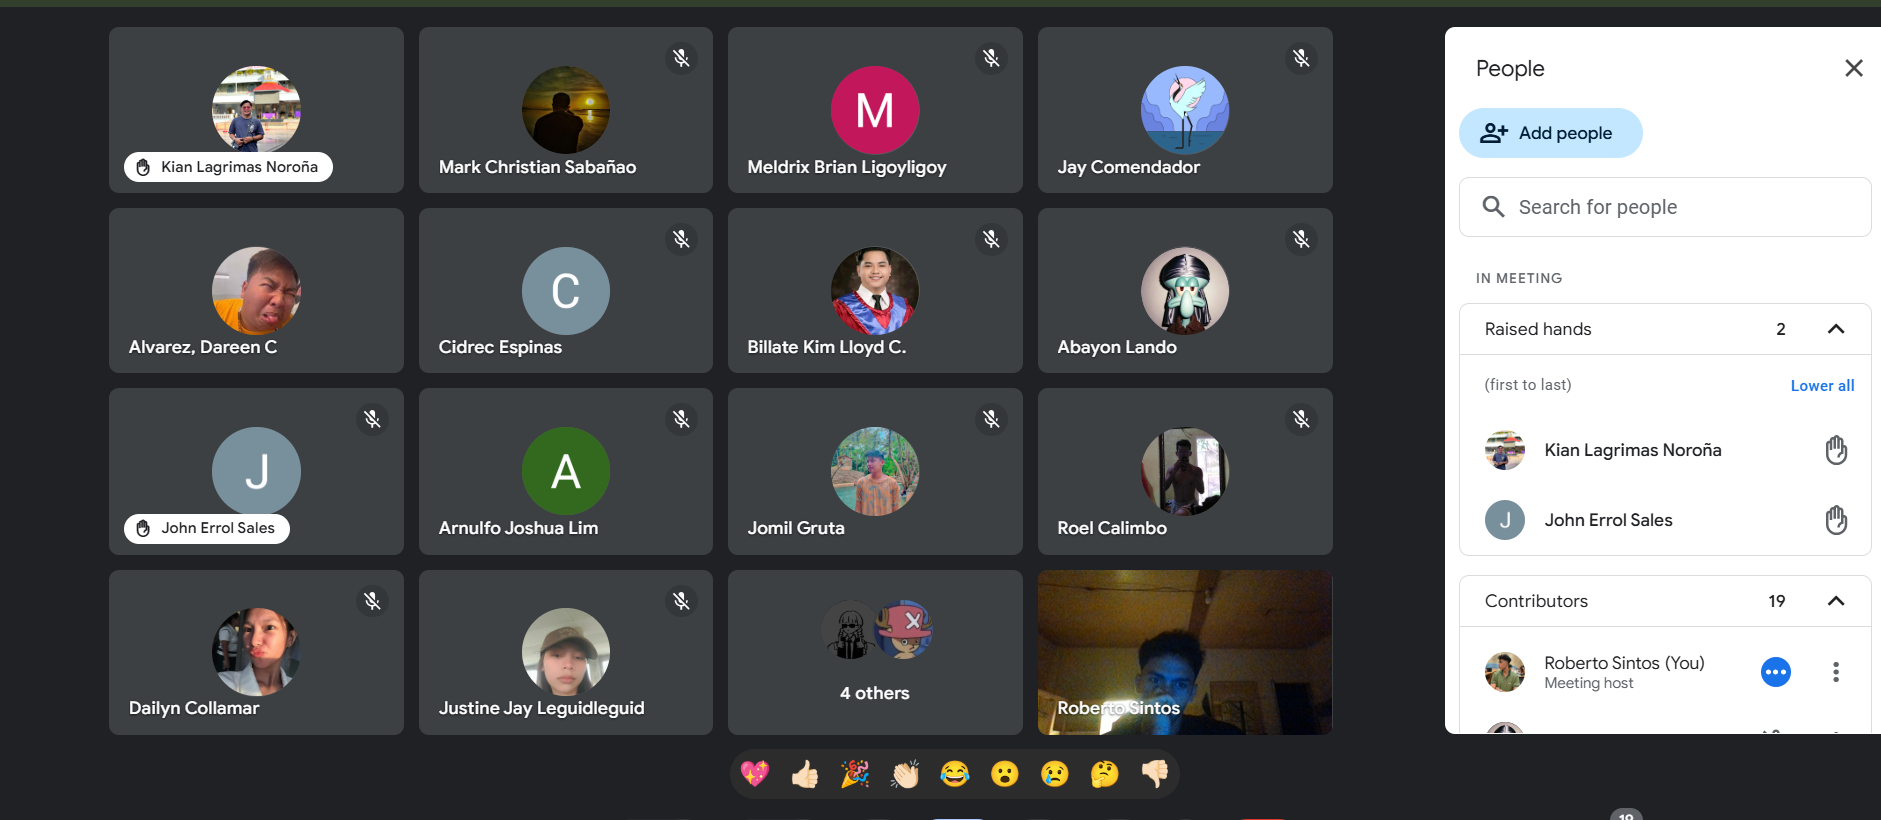 Kian Lagrimas Noroña
Mark Christian Sabañao
M
Meldrix Brian Ligoyligoy
Jay Comendador
Alvarez, Dareen C
C
Cidrec Espinas
Billate Kim Lloyd C.
Abayon Lando
J
John Errol Sales
A
Arnulfo Joshua Lim
Jomil Gruta
Roel Calimbo
Dailyn Collamar
Justine Jay Leguidleguid
4 others
Roberto Sintos
People
Add people
Search for people
IN MEETING
Raised hands 2
(first to last) Lower all
Kian Lagrimas Noroña
J John Errol Sales
Contributors 19
Roberto Sintos (You)
Meeting host
19